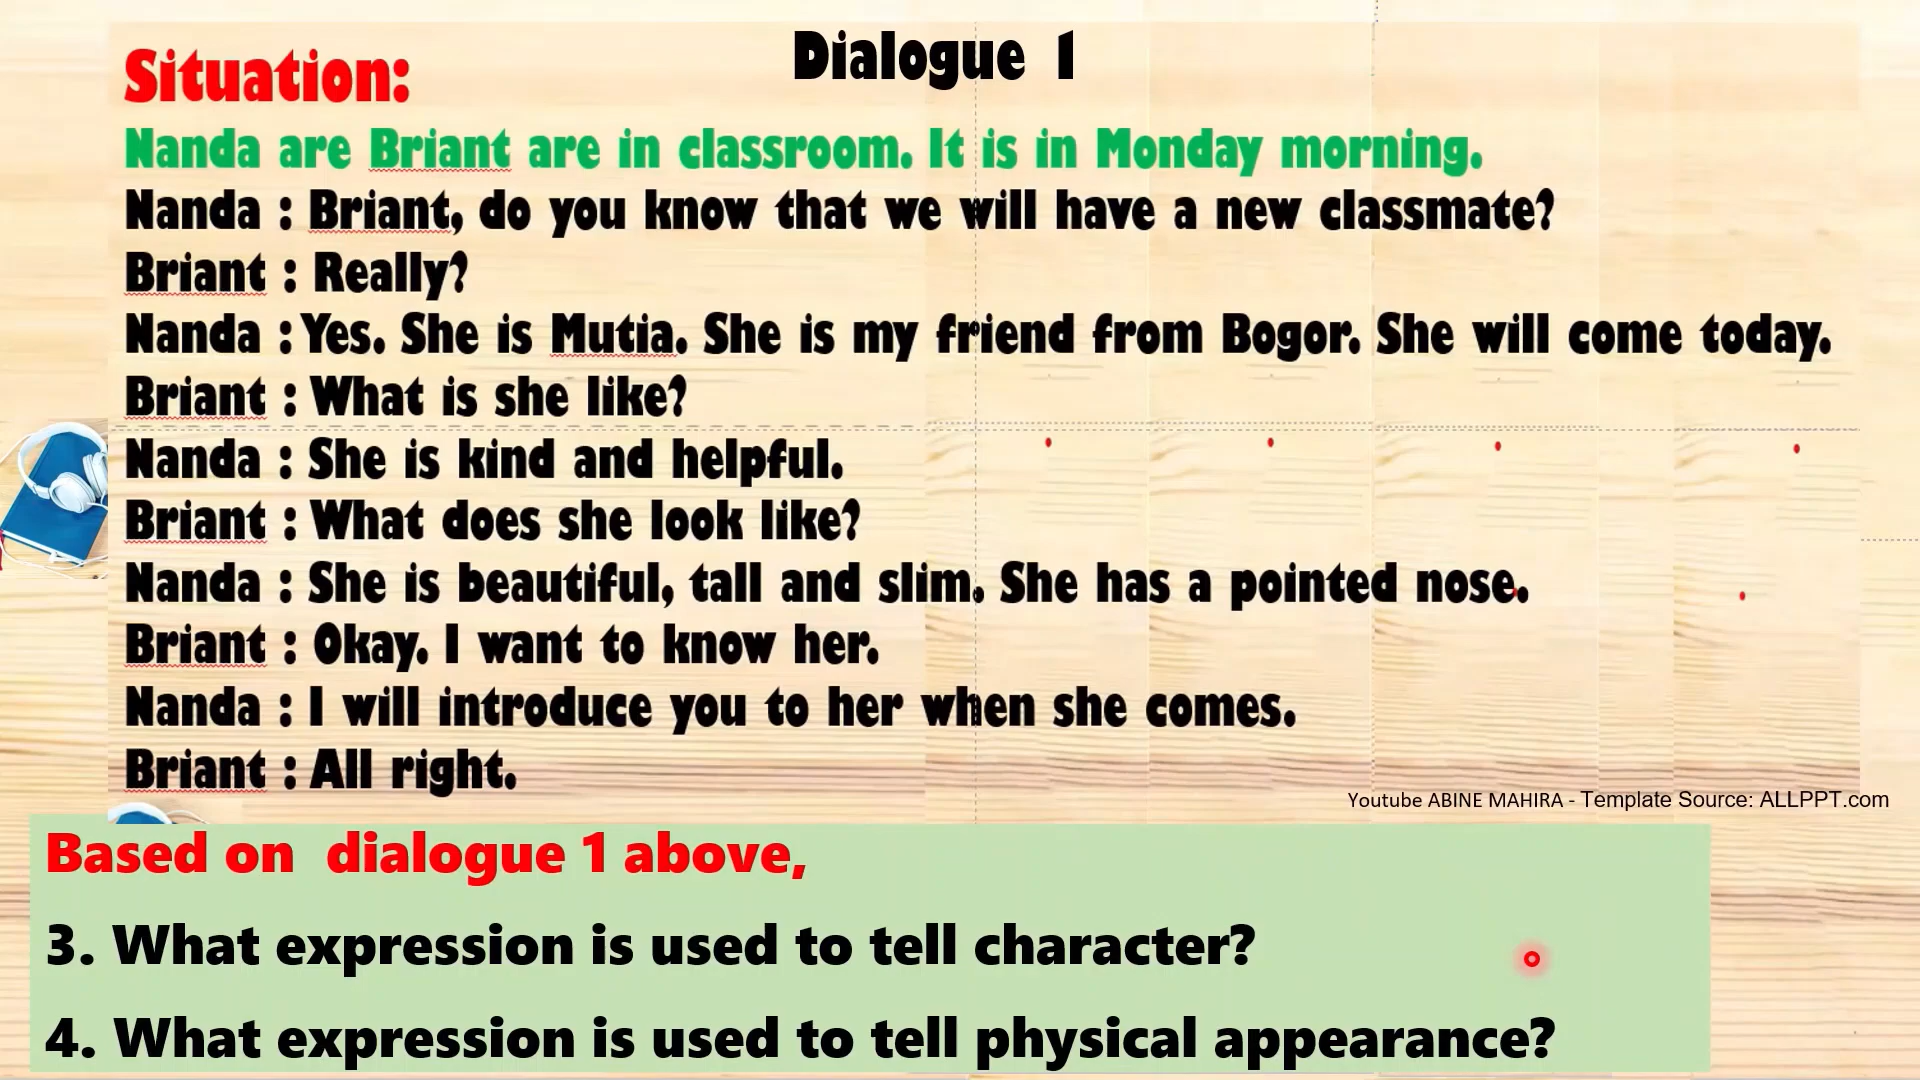 Dialogue 1
Situation:
Nanda are Briant are in classroom. It is in Monday morning.
Nanda : Briant, do you know that we will have a new classmate?
Briant : Really?
Nanda : Yes. She is Mutia. She is my friend from Bogor. She will come today.
Briant : What is she like?
Nanda : She is kind and helpful.
Briant : What does she look like?
Nanda : She is beautiful, tall and slim. She has a pointed nose.
Briant : Okay. I want to know her.
Nanda : I will introduce you to her when she comes.
Briant : All right.
Youtube ABINE MAHIRA - Template Source: ALLPPT.com
Based on dialogue 1 above,
3. What expression is used to tell character?
4. What expression is used to tell physical appearance?